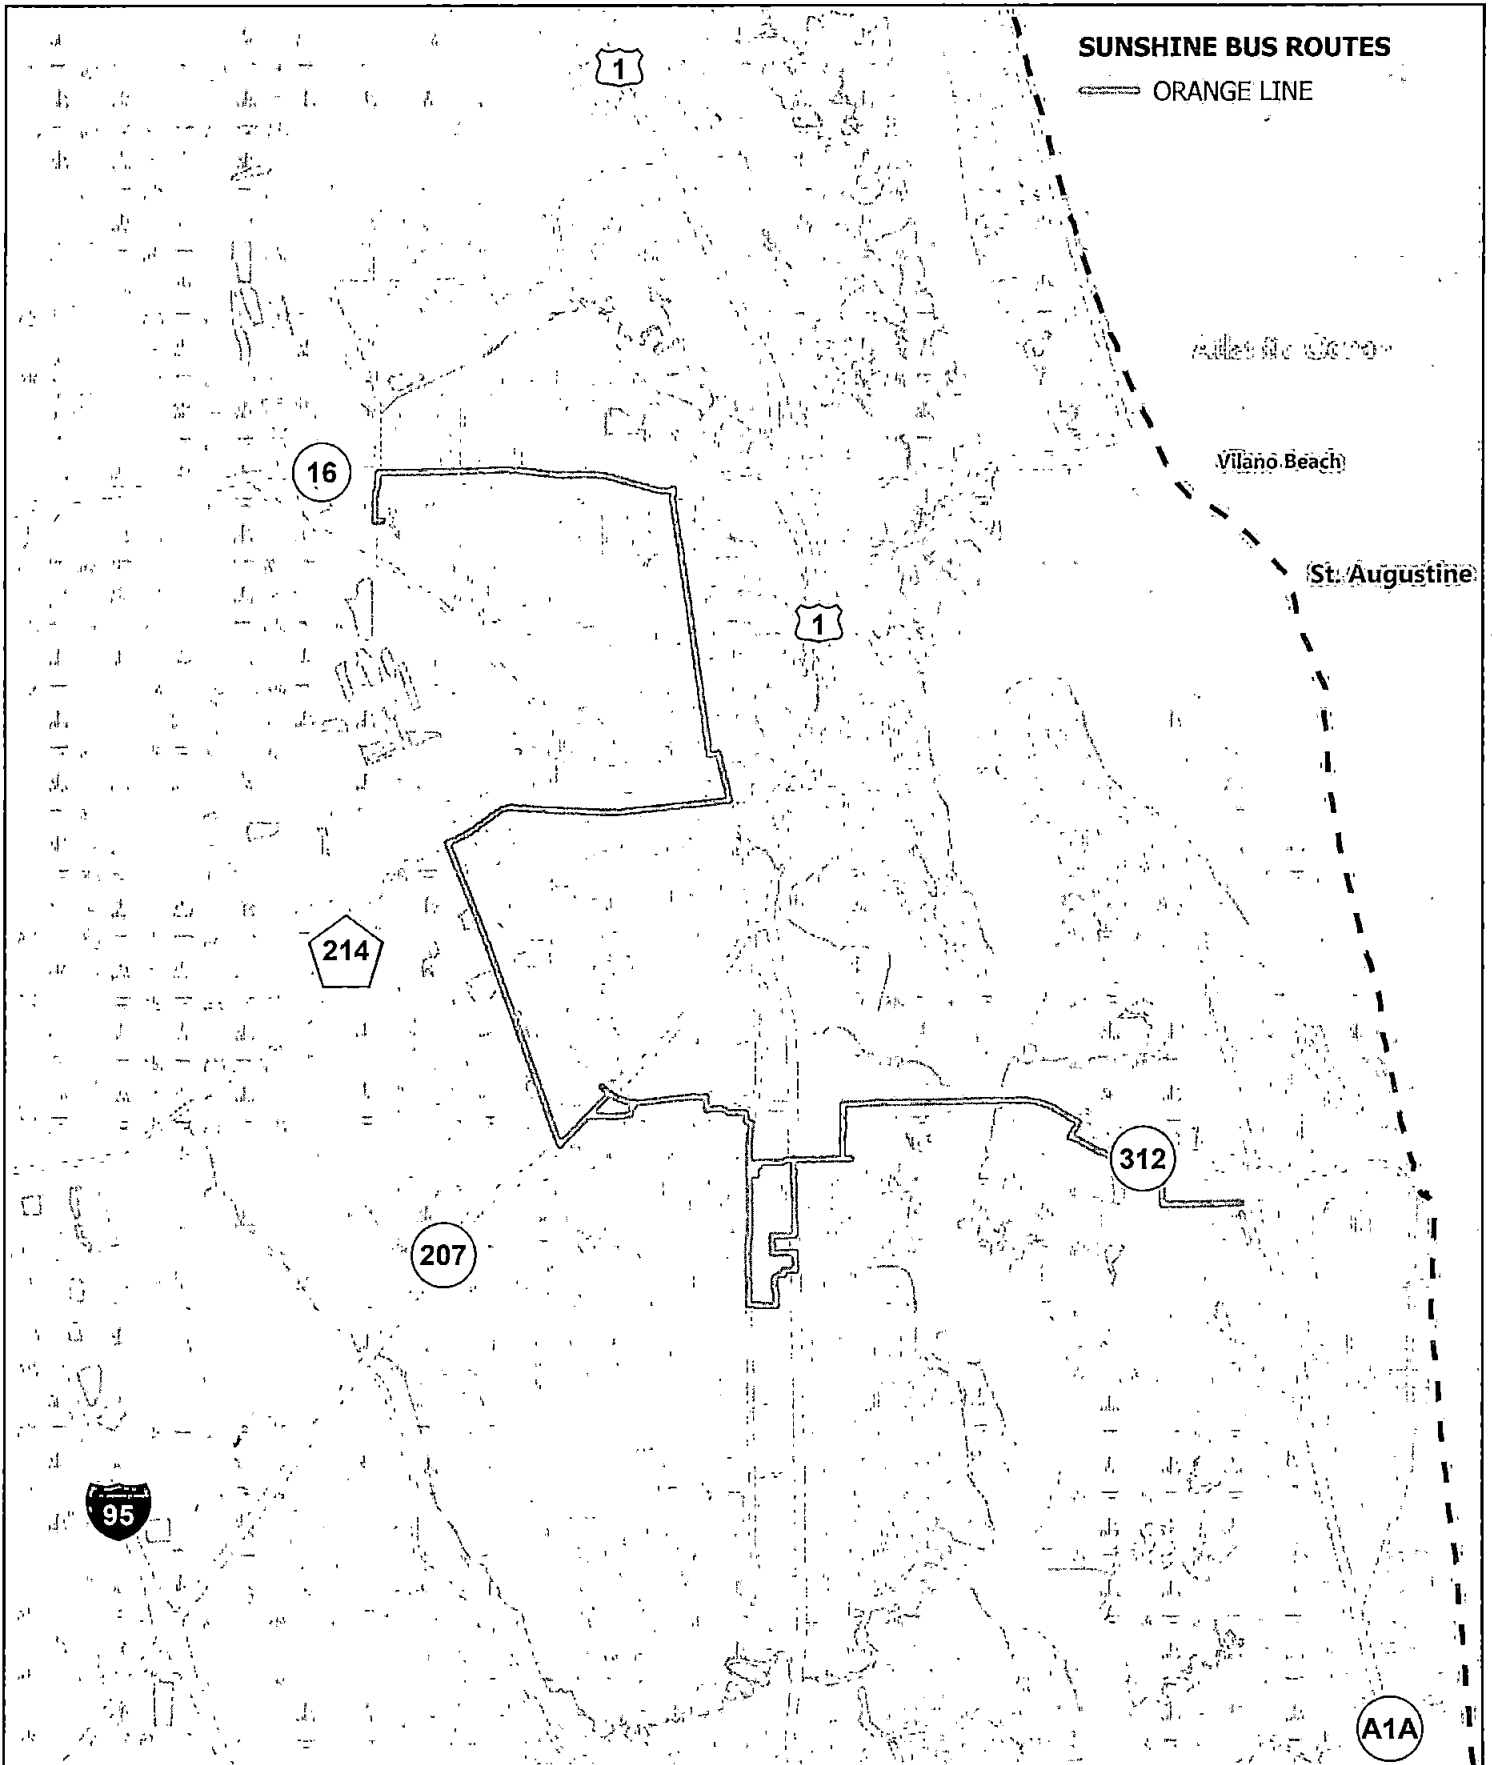 SUNSHINE BUS ROUTES
ORANGE LINE
1
16
Vilano Beach
St. Augustine
1
214
312
207
95
A1A